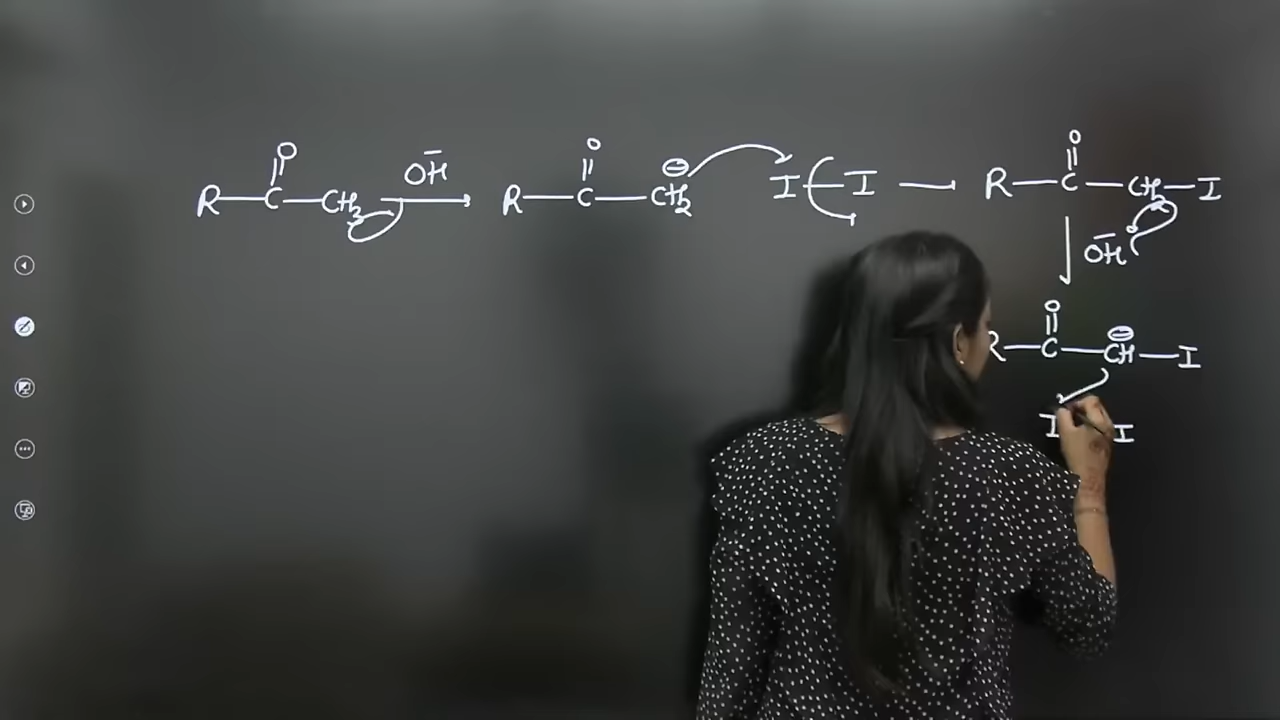 O OH O O
R—C—CH3 → R—C—CH2 ⊖ I—I → R—C—CH2—I
↓ OH
O
R—C—CH—I ⊖
I I